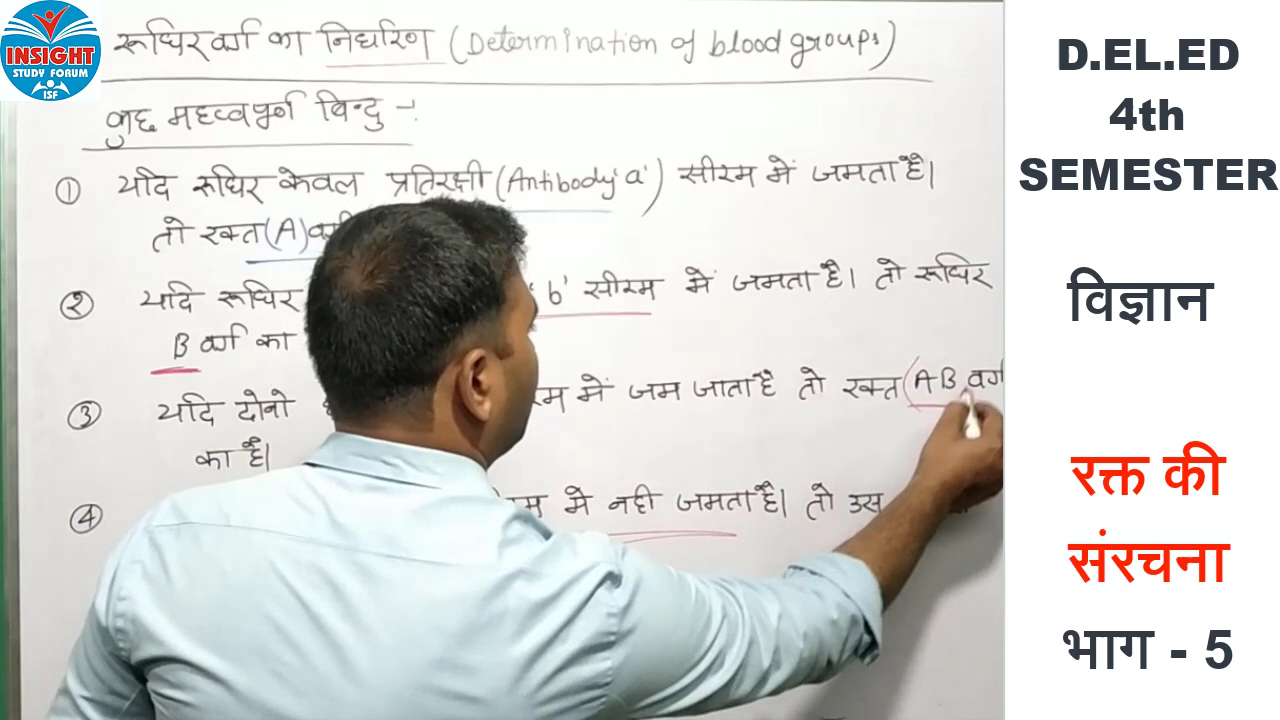 INSIGHT
STUDY FORUM
ISF
रूधिर वर्ग का निर्धारण (Determination of blood groups)
कुछ महत्वपूर्ण बिन्दु -:
① यदि रूधिर केवल प्रतिरक्षी (Antibody 'a') सीरम में जमता है।
तो रक्त (A)
② यदि रूधिर 'b' सीरम में जमता है। तो रूधिर
B वर्ग का
③ यदि दोनो में जम जाता है तो रक्त (AB वर्ग
का है।
④ मे नही जमता है। तो उस
D.EL.ED
4th
SEMESTER
विज्ञान
रक्त की
संरचना
भाग - 5